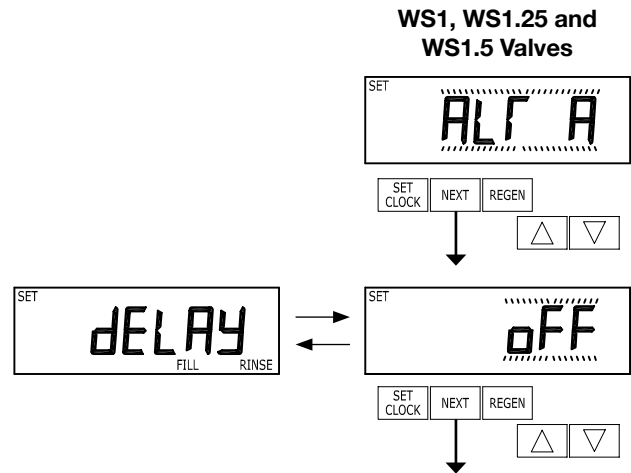 WS1, WS1.25 and
WS1.5 Valves
SET
ALT A
SET
CLOCK
NEXT
REGEN
SET
dELAY
FILL
RINSE
SET
oFF
SET
CLOCK
NEXT
REGEN